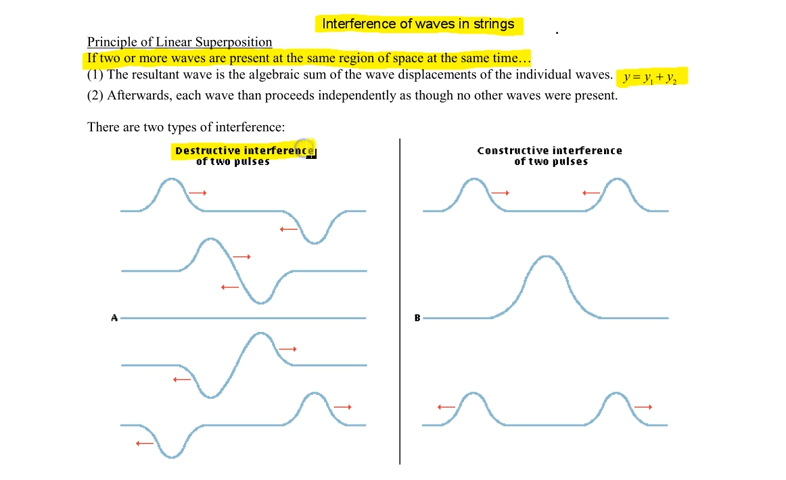 Interference of waves in strings
Principle of Linear Superposition
If two or more waves are present at the same region of space at the same time…
(1) The resultant wave is the algebraic sum of the wave displacements of the individual waves. y = y₁ + y₂
(2) Afterwards, each wave than proceeds independently as though no other waves were present.
There are two types of interference:
Destructive interference
of two pulses
Constructive interference
of two pulses
A
B